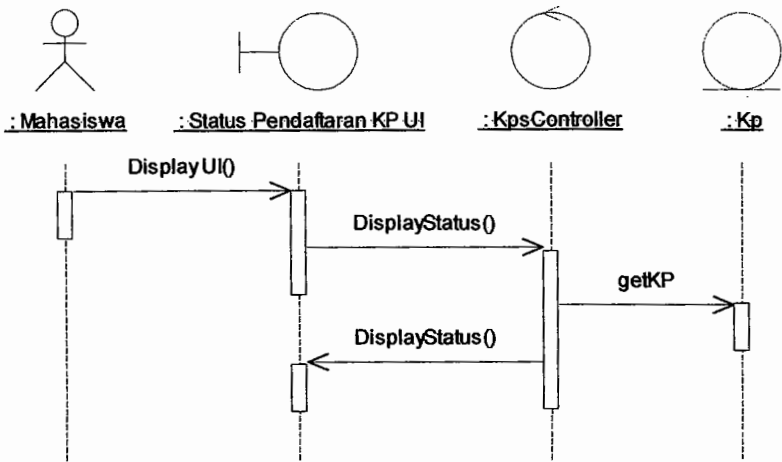 : Mahasiswa
: Status Pendaftaran KP UI
: KpsController
: Kp
DisplayUI()
DisplayStatus()
getKP
DisplayStatus()